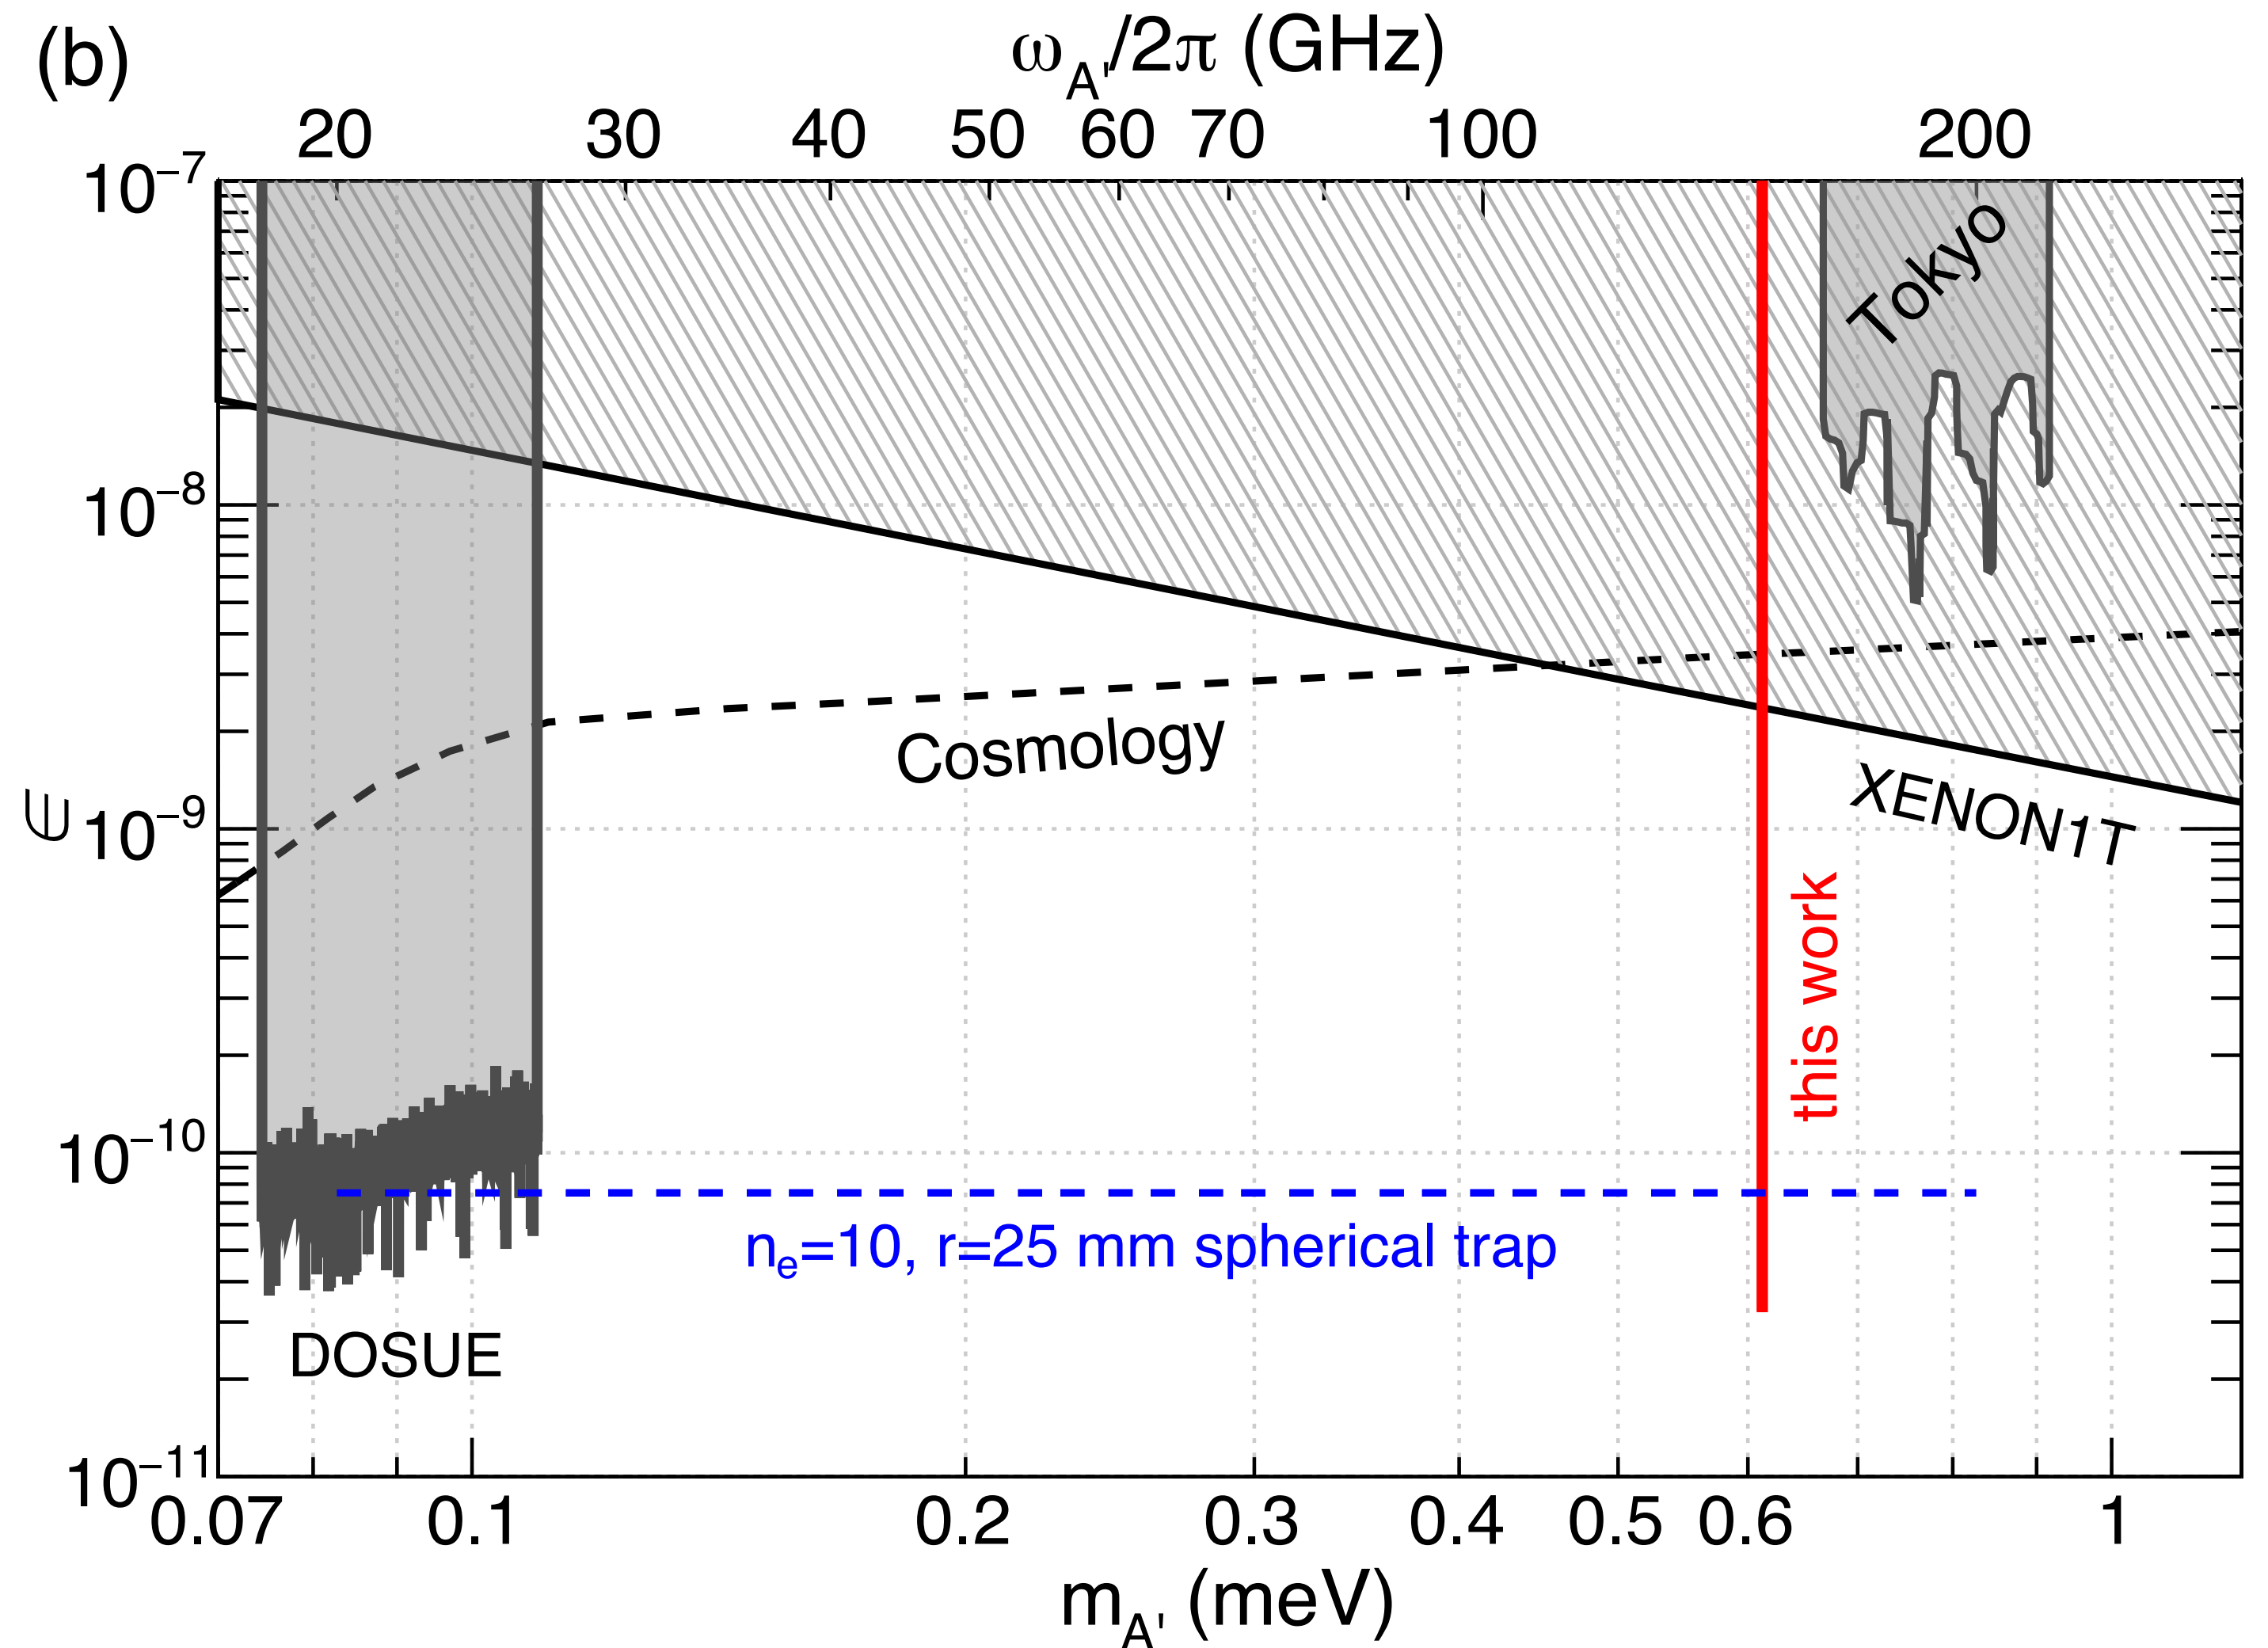 (b)
ω_A'/2π (GHz)
20 30 40 50 60 70 100 200
10⁻⁷
Tokyo
10⁻⁸
Cosmology
XENON1T
∈
10⁻⁹
this work
10⁻¹⁰
nₑ=10, r=25 mm spherical trap
DOSUE
10⁻¹¹
0.07 0.1 0.2 0.3 0.4 0.5 0.6 1
m_A' (meV)